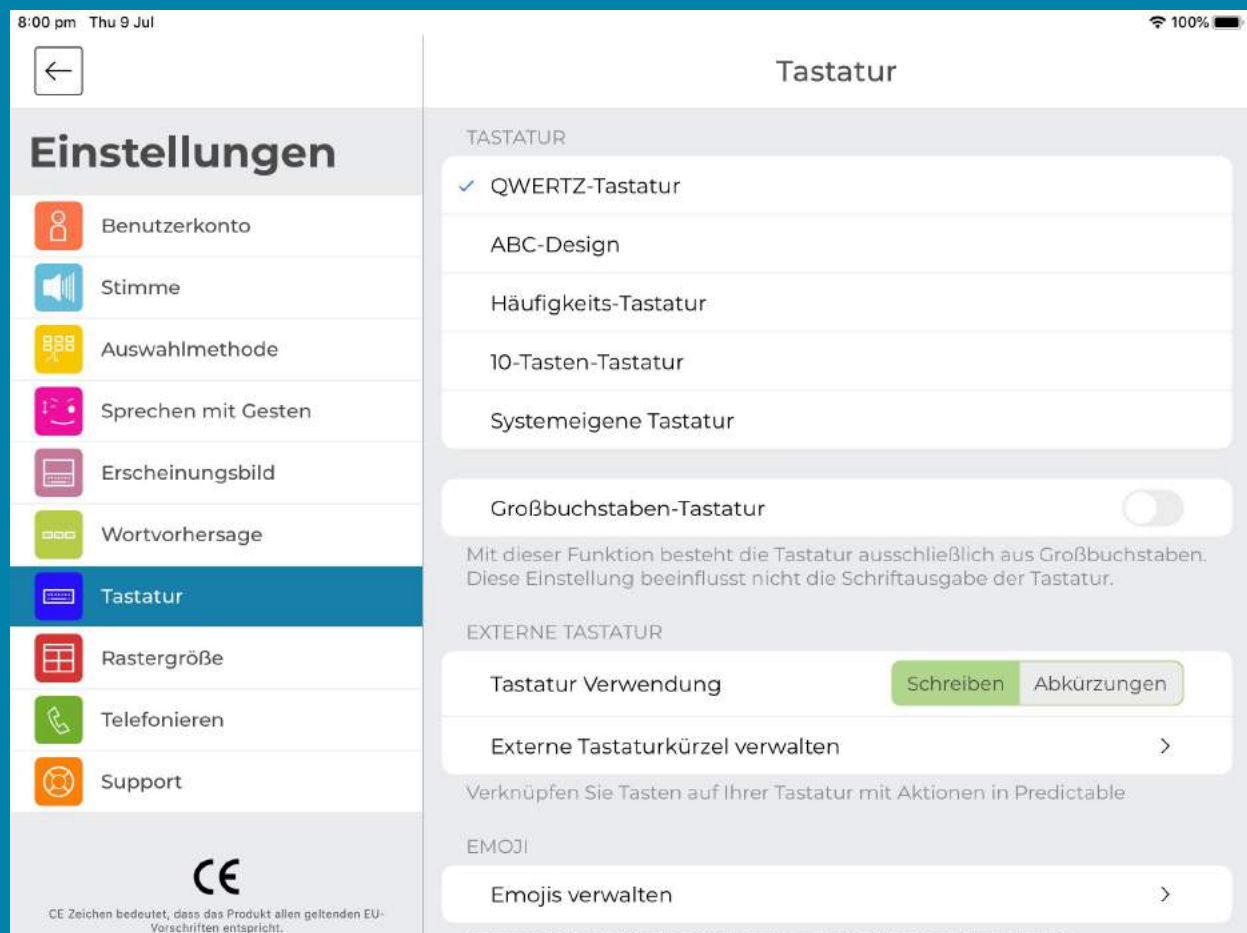 8:00 pm Thu 9 Jul
100%
Tastatur
Einstellungen
Benutzerkonto
Stimme
Auswahlmethode
Sprechen mit Gesten
Erscheinungsbild
Wortvorhersage
Tastatur
Rastergröße
Telefonieren
Support
CE
CE Zeichen bedeutet, dass das Produkt allen geltenden EU-
Vorschriften entspricht.
TASTATUR
QWERTZ-Tastatur
ABC-Design
Häufigkeits-Tastatur
10-Tasten-Tastatur
Systemeigene Tastatur
Großbuchstaben-Tastatur
Mit dieser Funktion besteht die Tastatur ausschließlich aus Großbuchstaben.
Diese Einstellung beeinflusst nicht die Schriftausgabe der Tastatur.
EXTERNE TASTATUR
Tastatur Verwendung Schreiben Abkürzungen
Externe Tastaturkürzel verwalten
Verknüpfen Sie Tasten auf Ihrer Tastatur mit Aktionen in Predictable
EMOJI
Emojis verwalten